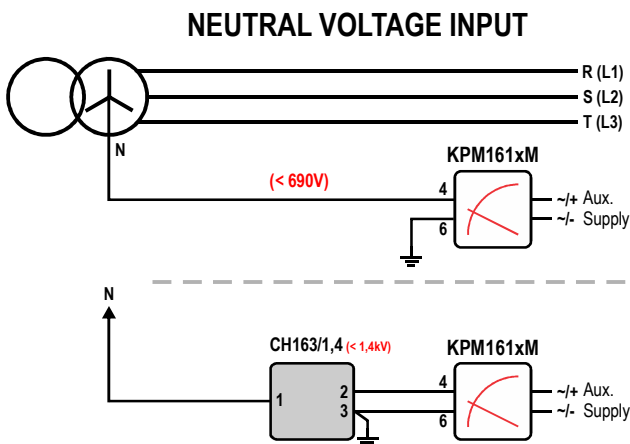 NEUTRAL VOLTAGE INPUT
R (L1)
S (L2)
T (L3)
N
KPM161xM
(< 690V)
4
~/+ Aux.
6
~/- Supply
N
CH163/1,4 (< 1,4kV)
KPM161xM
1
2
4
~/+ Aux.
3
6
~/- Supply